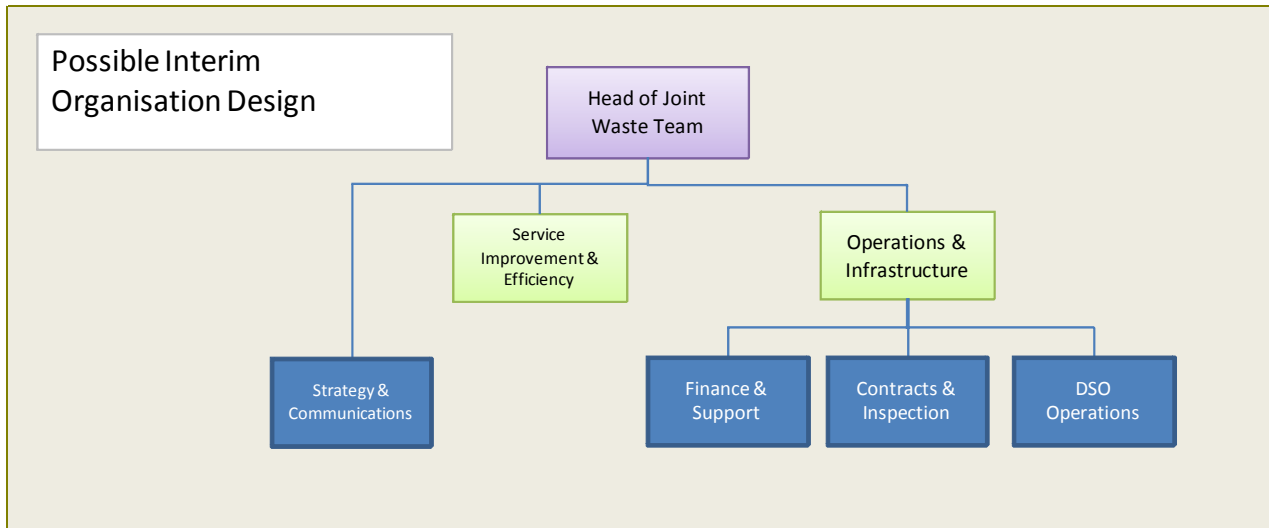 Possible Interim
Organisation Design
Head of Joint
Waste Team
Service
Improvement &
Efficiency
Operations &
Infrastructure
Strategy &
Communications
Finance &
Support
Contracts &
Inspection
DSO
Operations